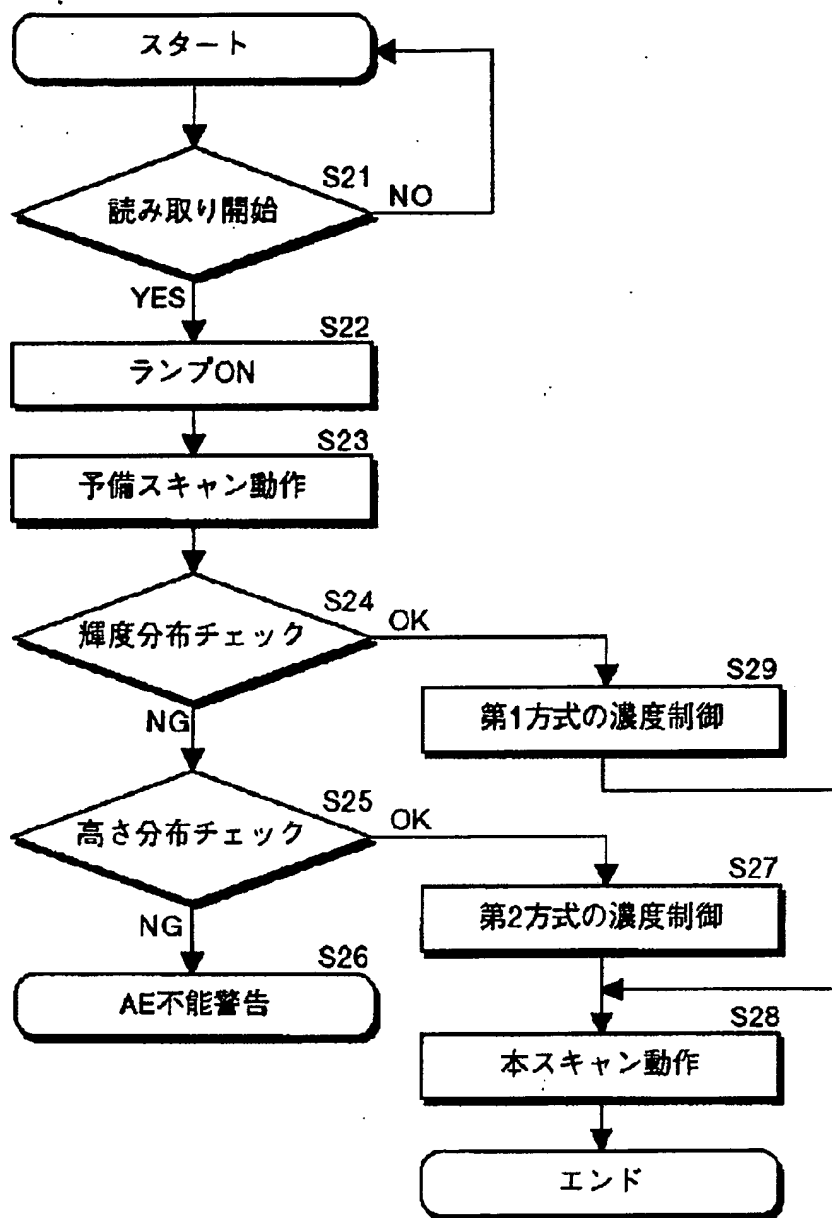 スタート
S21
読み取り開始
NO
YES
S22
ランプON
S23
予備スキャン動作
S24
輝度分布チェック
OK
NG
S29
第1方式の濃度制御
S25
高さ分布チェック
OK
NG
S27
第2方式の濃度制御
S26
AE不能警告
S28
本スキャン動作
エンド